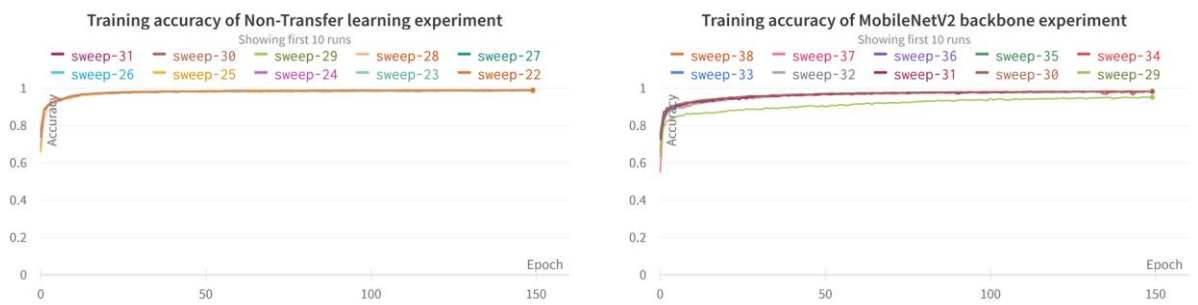 Training accuracy of Non-Transfer learning experiment
Showing first 10 runs
sweep-31 sweep-30 sweep-29 sweep-28 sweep-27
sweep-26 sweep-25 sweep-24 sweep-23 sweep-22
1
0.8
0.6
0.4
0.2
0
Accuracy
Epoch
0 50 100 150
Training accuracy of MobileNetV2 backbone experiment
Showing first 10 runs
sweep-38 sweep-37 sweep-36 sweep-35 sweep-34
sweep-33 sweep-32 sweep-31 sweep-30 sweep-29
1
0.8
0.6
0.4
0.2
0
Accuracy
Epoch
0 50 100 150